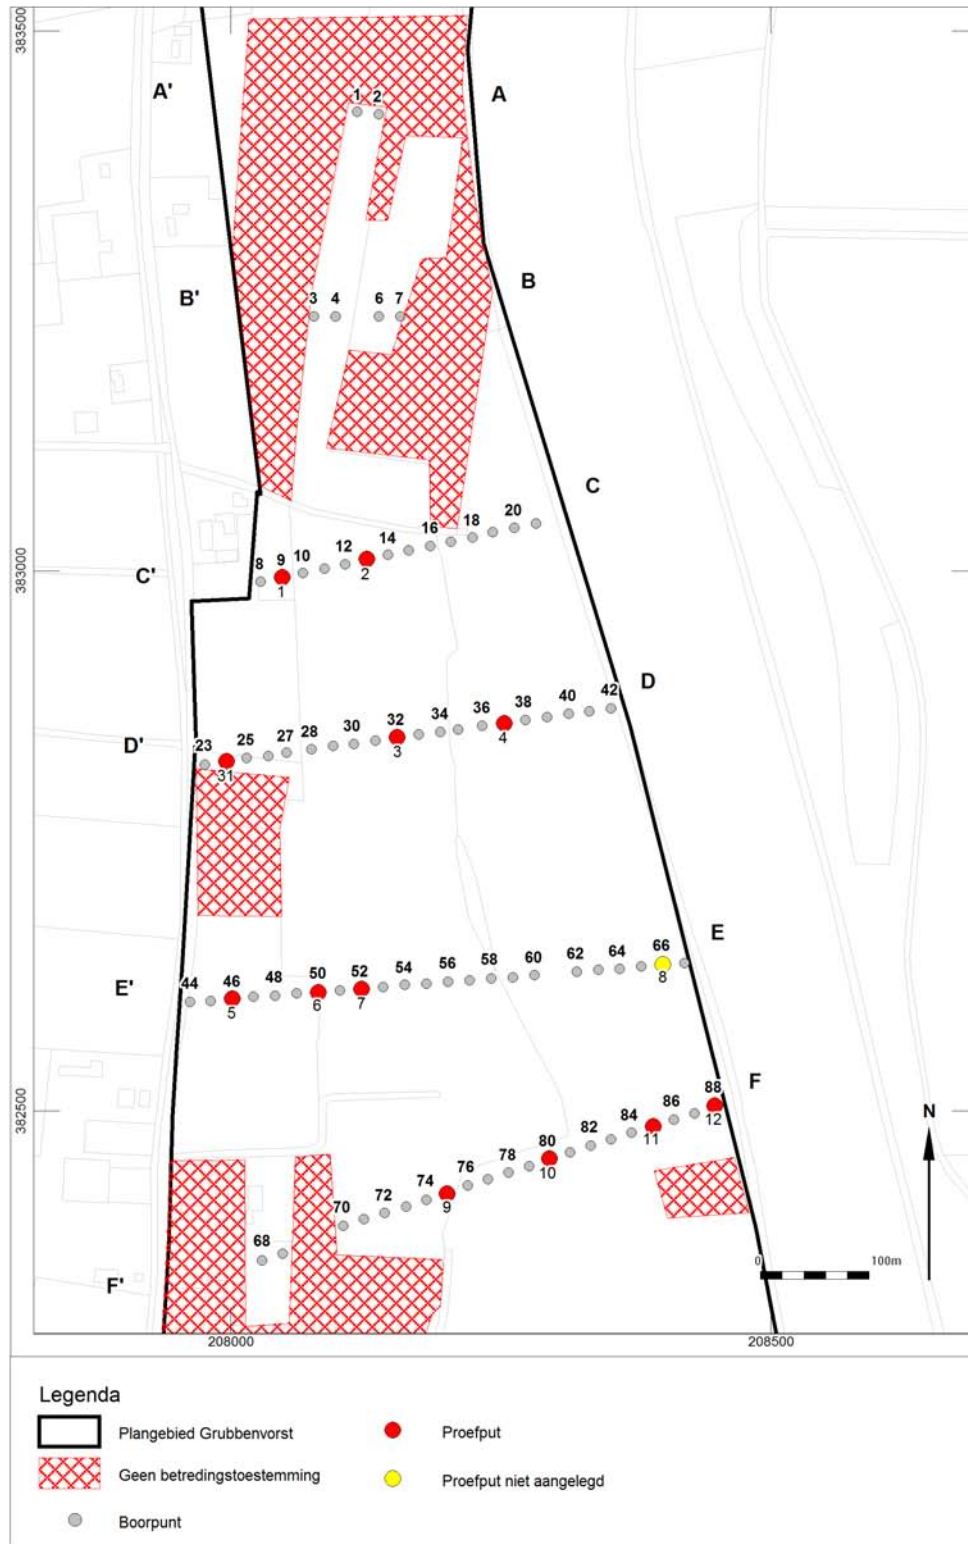 383500
A'
A
1 2
B
B'
3 4 6 7
C
20
18
16
14
12
10
9
8
383000
C'
2
1
D
42
40
38
36
34
32
30
28
27
25
23
D'
4
3
31
E
66
64
62
60
58
56
54
52
50
48
46
44
E'
8
7
6
5
F
88
86
84
82
80
78
76
74
72
70
68
382500
N
12
11
10
9
F'
0 100m
208000 208500
Legenda
Plangebied Grubbenvorst
Proefput
Geen betredingstoestemming
Proefput niet aangelegd
Boorpunt